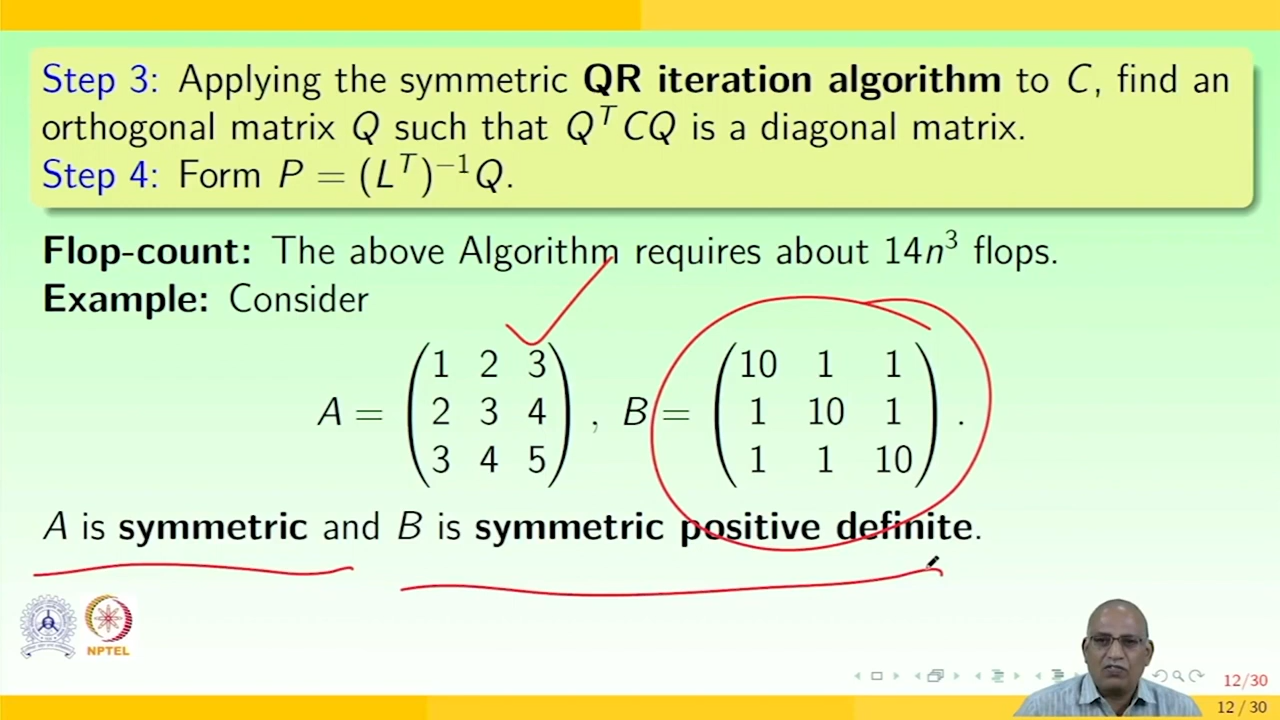 Step 3: Applying the symmetric QR iteration algorithm to C, find an
orthogonal matrix Q such that Q^T CQ is a diagonal matrix.
Step 4: Form P = (L^T)^{-1}Q.
Flop-count: The above Algorithm requires about 14n^3 flops.
Example: Consider
A = (1 2 3
2 3 4
3 4 5), B = (10 1 1
1 10 1
1 1 10).
A is symmetric and B is symmetric positive definite.
NPTEL
12/30
12 / 30